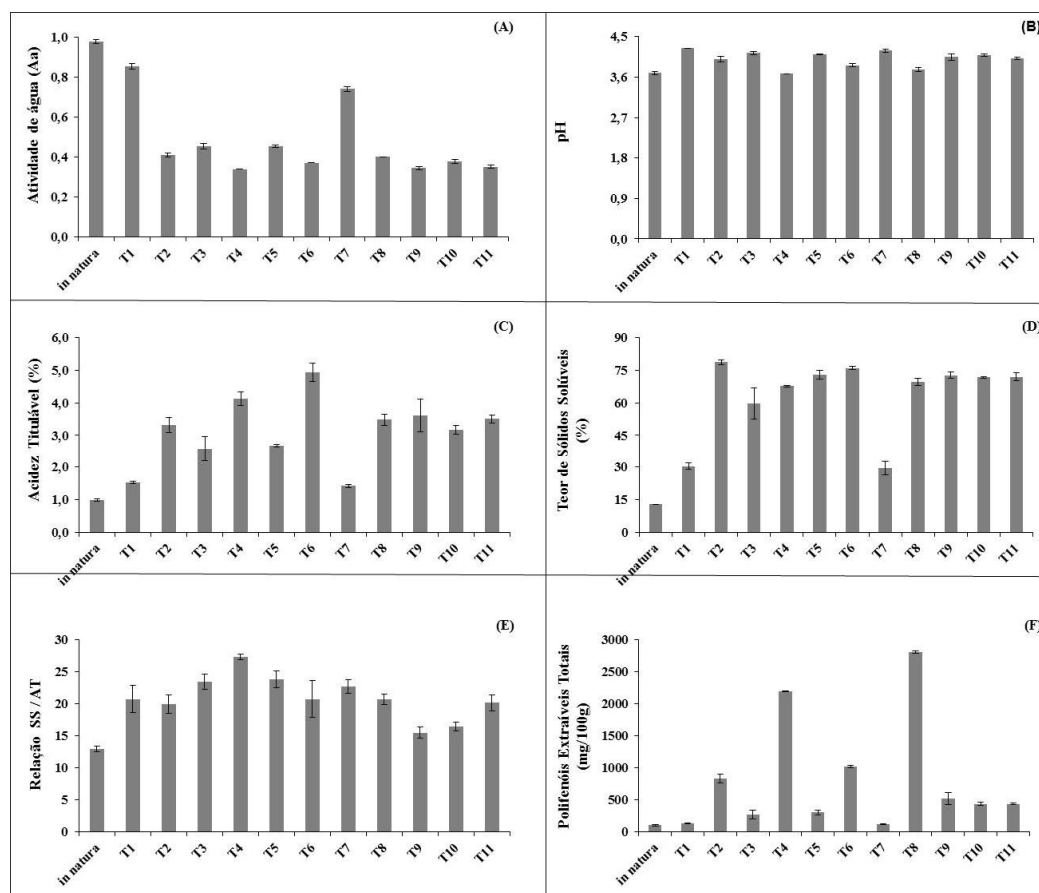 (A)
Atividade de água (Aa)
1,0
0,8
0,6
0,4
0,2
0,0
in natura T1 T2 T3 T4 T5 T6 T7 T8 T9 T10 T11
(B)
pH
4,5
3,6
2,7
1,8
0,9
0,0
in natura T1 T2 T3 T4 T5 T6 T7 T8 T9 T10 T11
(C)
Acidez Titulável (%)
6,0
5,0
4,0
3,0
2,0
1,0
0,0
in natura T1 T2 T3 T4 T5 T6 T7 T8 T9 T10 T11
(D)
Teor de Sólidos Solúveis
(%)
90
75
60
45
30
15
0
in natura T1 T2 T3 T4 T5 T6 T7 T8 T9 T10 T11
(E)
Relação SS / AT
30
25
20
15
10
5
0
in natura T1 T2 T3 T4 T5 T6 T7 T8 T9 T10 T11
(F)
Polifenóis Extraíveis Totais
(mg/100g)
3000
2500
2000
1500
1000
500
0
in natura T1 T2 T3 T4 T5 T6 T7 T8 T9 T10 T11